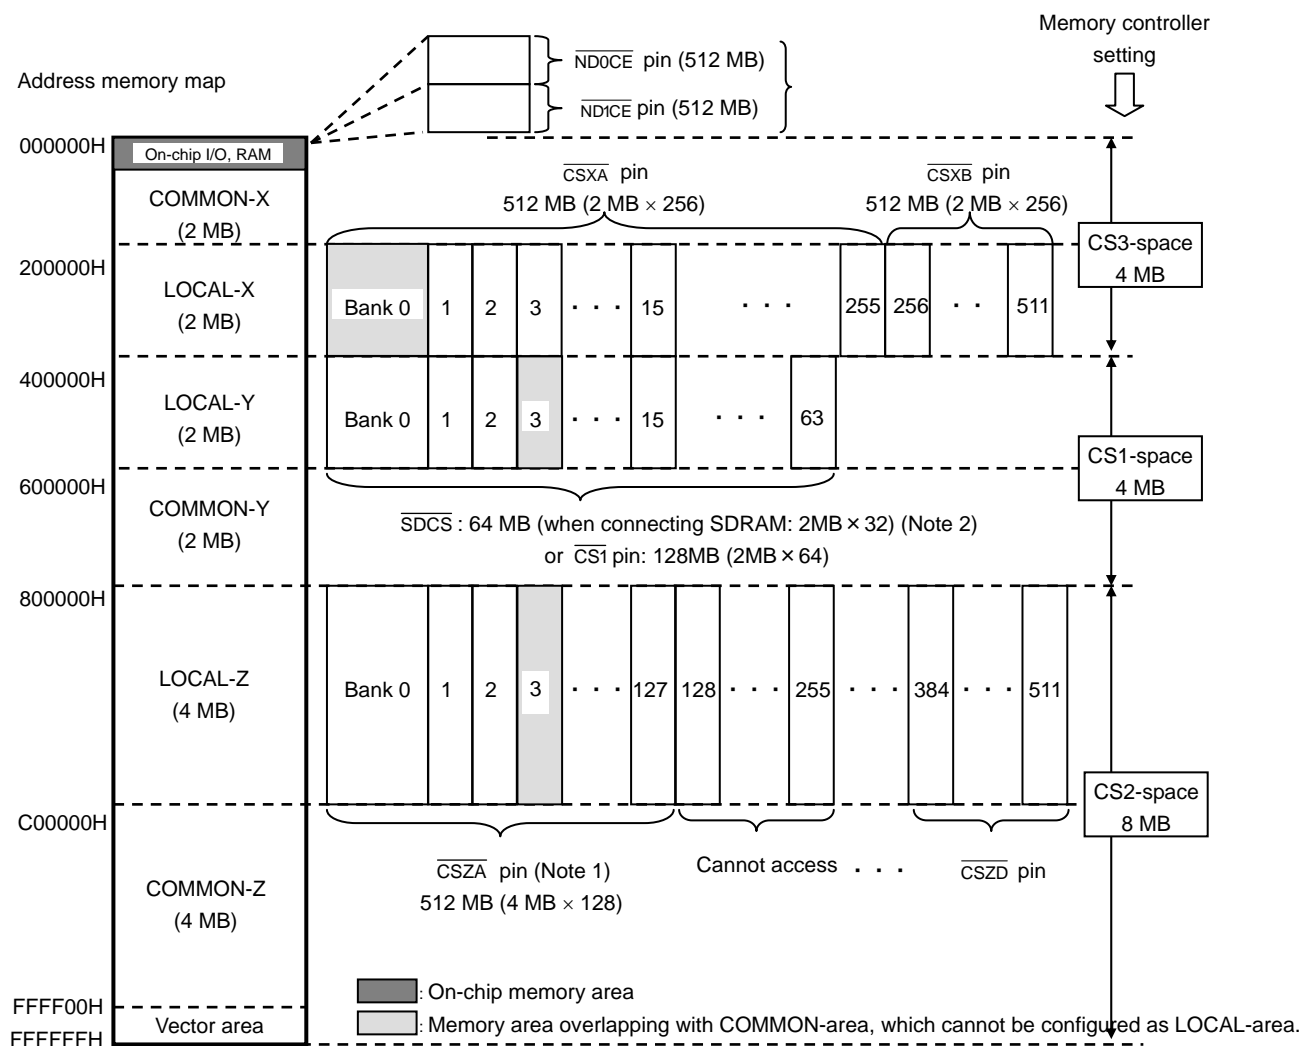 Memory controller
setting
ND0CE pin (512 MB)
Address memory map
ND1CE pin (512 MB)
000000H
On-chip I/O, RAM
CSXA pin
512 MB (2 MB × 256)
CSXB pin
512 MB (2 MB × 256)
COMMON-X
(2 MB)
CS3-space
4 MB
200000H
LOCAL-X
(2 MB)
Bank 0 1 2 3 · · · 15 · · · 255 256 · · 511
400000H
LOCAL-Y
(2 MB)
Bank 0 1 2 3 · · · 15 · · · 63
CS1-space
4 MB
600000H
COMMON-Y
(2 MB)
SDCS : 64 MB (when connecting SDRAM: 2MB × 32) (Note 2)
or CS1 pin: 128MB (2MB × 64)
800000H
LOCAL-Z
(4 MB)
Bank 0 1 2 3 · · · 127 128 · · · 255 · · · 384 · · · 511
CS2-space
8 MB
C00000H
CSZA pin (Note 1)
512 MB (4 MB × 128)
Cannot access · · · CSZD pin
COMMON-Z
(4 MB)
: On-chip memory area
FFFF00H
Vector area
: Memory area overlapping with COMMON-area, which cannot be configured as LOCAL-area.
FFFFFFH